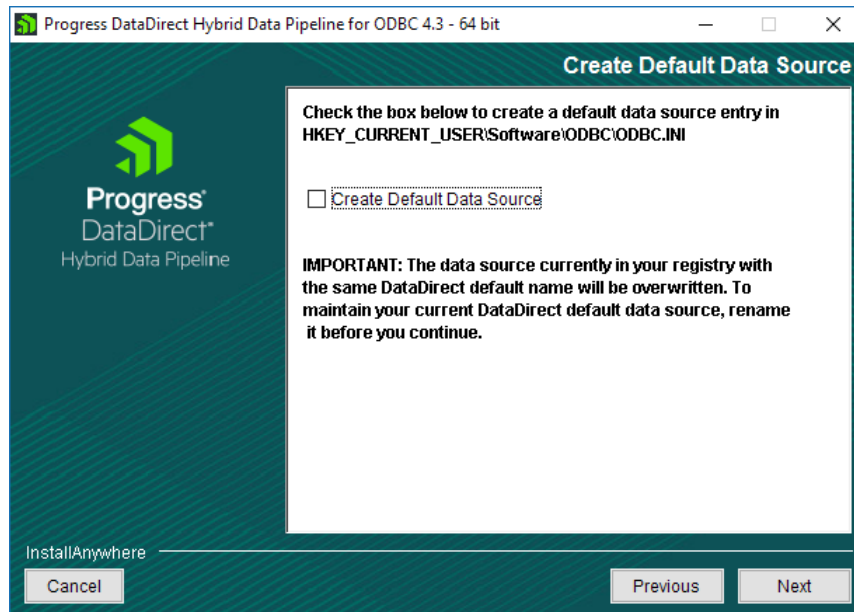 Progress DataDirect Hybrid Data Pipeline for ODBC 4.3 - 64 bit
Create Default Data Source
Check the box below to create a default data source entry in
HKEY_CURRENT_USER\Software\ODBC\ODBC.INI
Progress
DataDirect
Hybrid Data Pipeline
Create Default Data Source
IMPORTANT: The data source currently in your registry with
the same DataDirect default name will be overwritten. To
maintain your current DataDirect default data source, rename
it before you continue.
InstallAnywhere
Cancel
Previous
Next